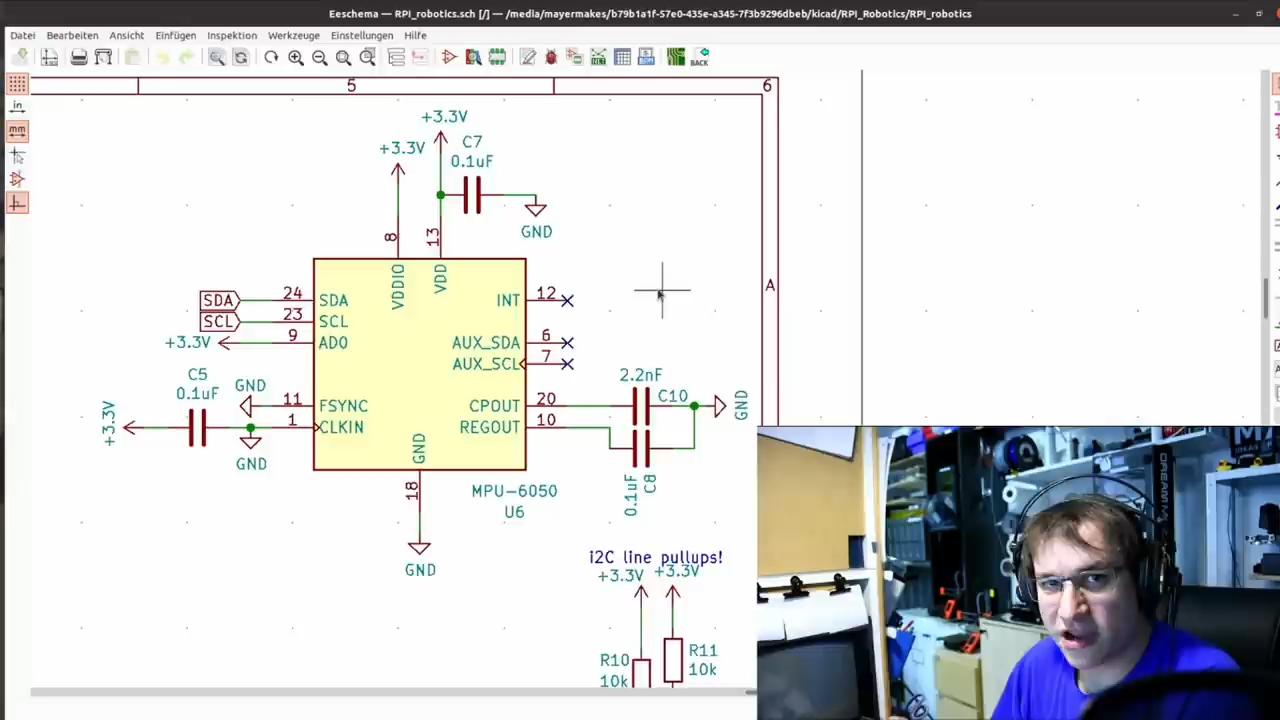 Eeschema — RPI_robotics.sch [/] — /media/mayermakes/b79b1a1f-57e0-435e-a345-7f3b9296dbeb/kicad/RPI_Robotics/RPI_robotics
Datei Bearbeiten Ansicht Einfügen Inspektion Werkzeuge Einstellungen Hilfe
BACK
in
mm
5
6
A
+3.3V
+3.3V
C7
0.1uF
GND
8
13
VDDIO
VDD
SDA 24 SDA
SCL 23 SCL
+3.3V 9 AD0
INT 12
AUX_SDA 6
AUX_SCL 7
C5
0.1uF
+3.3V
GND
11 FSYNC
1 CLKIN
GND
CPOUT 20
REGOUT 10
2.2nF
C10
GND
0.1uF
C8
GND
18
GND
MPU-6050
U6
i2C line pullups!
+3.3V +3.3V
R10
10k
R11
10k